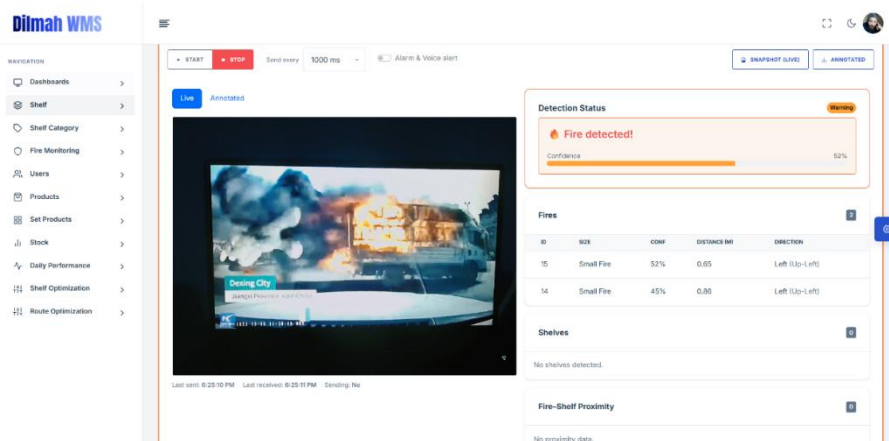 Dilmah WMS
NAVIGATION
Dashboards
Shelf
Shelf Category
Fire Monitoring
Users
Products
Set Products
Stock
Daily Performance
Shelf Optimization
Route Optimization
START
STOP
Send every
1000 ms
Alarm & Voice alert
SNAPSHOT (LIVE)
ANNOTATED
Live
Annotated
Dexing City
Last sent: 6:25:10 PM Last received: 6:25:11 PM Sending: No
Detection Status
Warning
Fire detected!
Confidence
52%
Fires
2
ID SIZE CONF DISTANCE (M) DIRECTION
15 Small Fire 52% 0.65 Left (Up-Left)
14 Small Fire 45% 0.86 Left (Up-Left)
Shelves
0
No shelves detected.
Fire-Shelf Proximity
0
No proximity data.